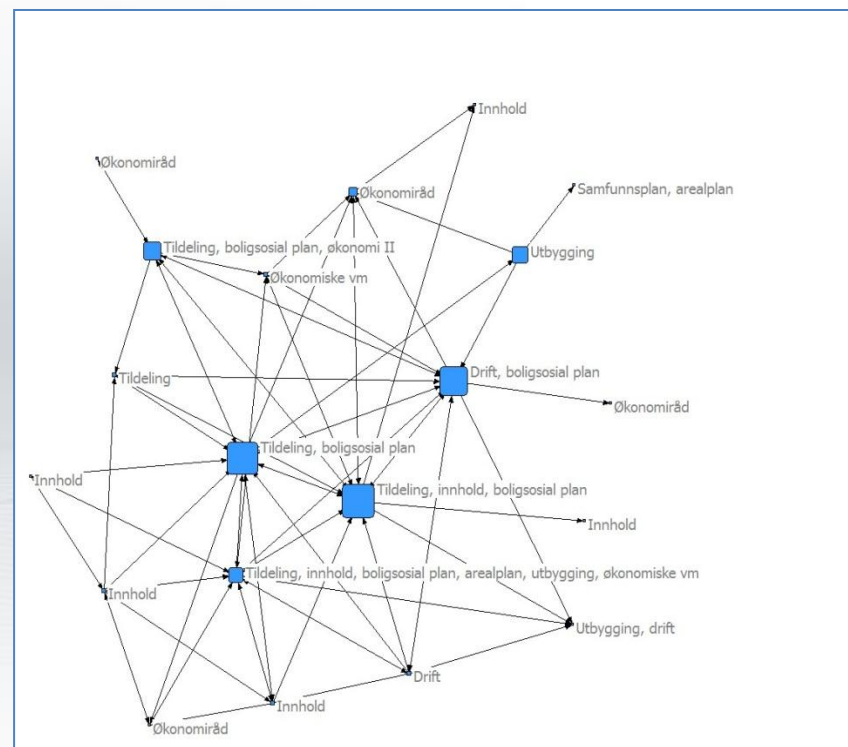 Innhold
Økonomiråd
Samfunnsplan, arealplan
Økonomiråd
Tildeling, boligsosial plan, økonomi II
Utbygging
Økonomiske vm
Drift, boligsosial plan
Tildeling
Økonomiråd
Tildeling, boligsosial plan
Innhold
Tildeling, innhold, boligsosial plan
Innhold
Tildeling, innhold, boligsosial plan, arealplan, utbygging, økonomiske vm
Innhold
Utbygging, drift
Drift
Innhold
Økonomiråd